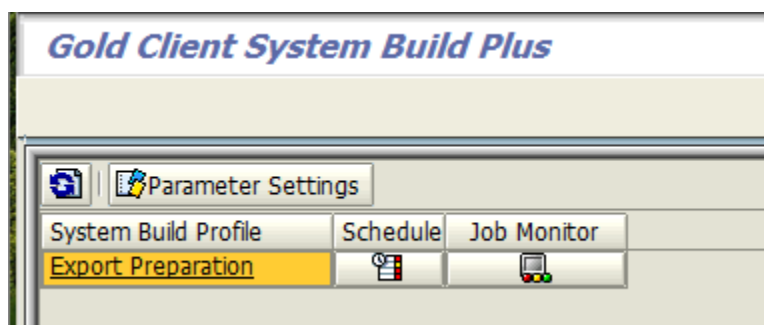 Gold Client System Build Plus
Parameter Settings
System Build Profile Schedule Job Monitor
Export Preparation